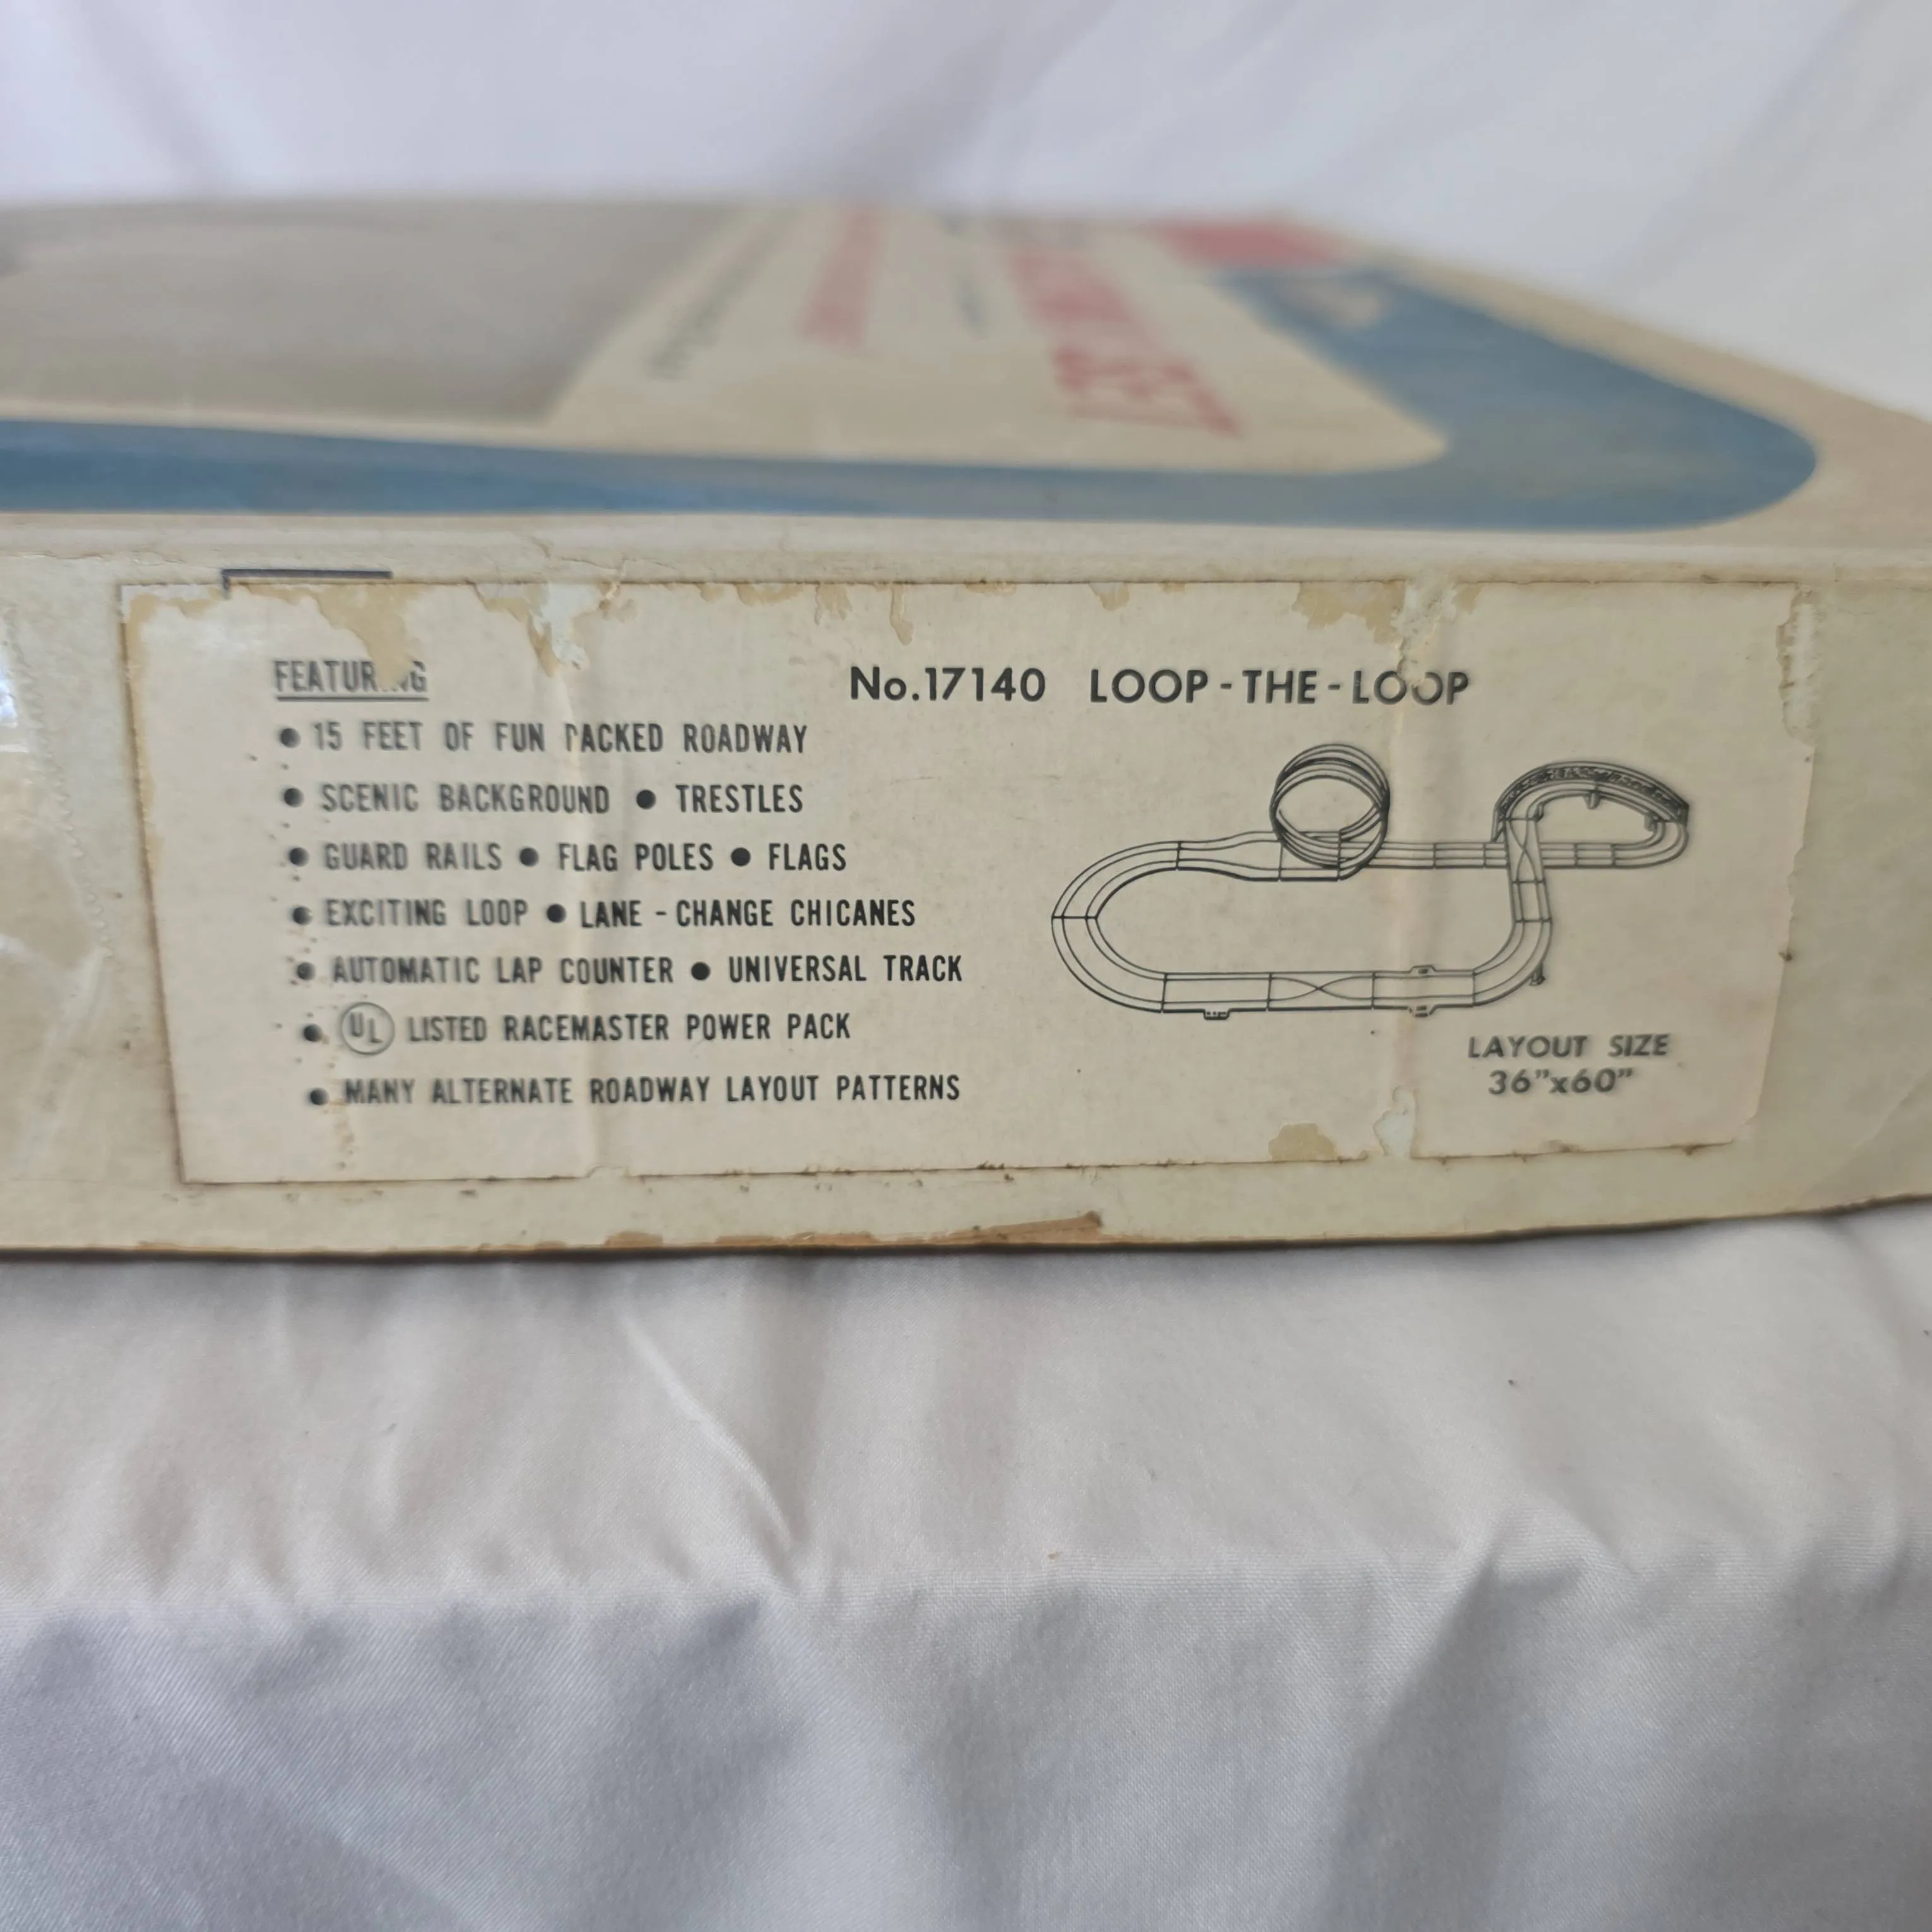 SET
FEATURING
No.17140 LOOP-THE-LOOP
• 15 FEET OF FUN PACKED ROADWAY
• SCENIC BACKGROUND • TRESTLES
• GUARD RAILS • FLAG POLES • FLAGS
• EXCITING LOOP • LANE-CHANGE CHICANES
• AUTOMATIC LAP COUNTER • UNIVERSAL TRACK
• UL LISTED RACEMASTER POWER PACK
• MANY ALTERNATE ROADWAY LAYOUT PATTERNS
LAYOUT SIZE
36"x60"